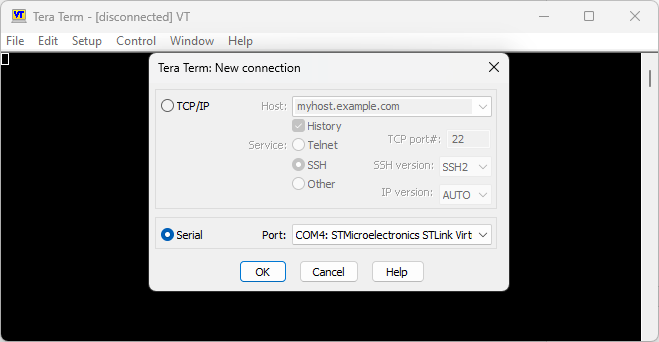 VT Tera Term - [disconnected] VT
File Edit Setup Control Window Help
Tera Term: New connection
TCP/IP Host: myhost.example.com
History
Service: Telnet TCP port#: 22
SSH SSH version: SSH2
Other IP version: AUTO
Serial Port: COM4: STMicroelectronics STLink Virt
OK Cancel Help